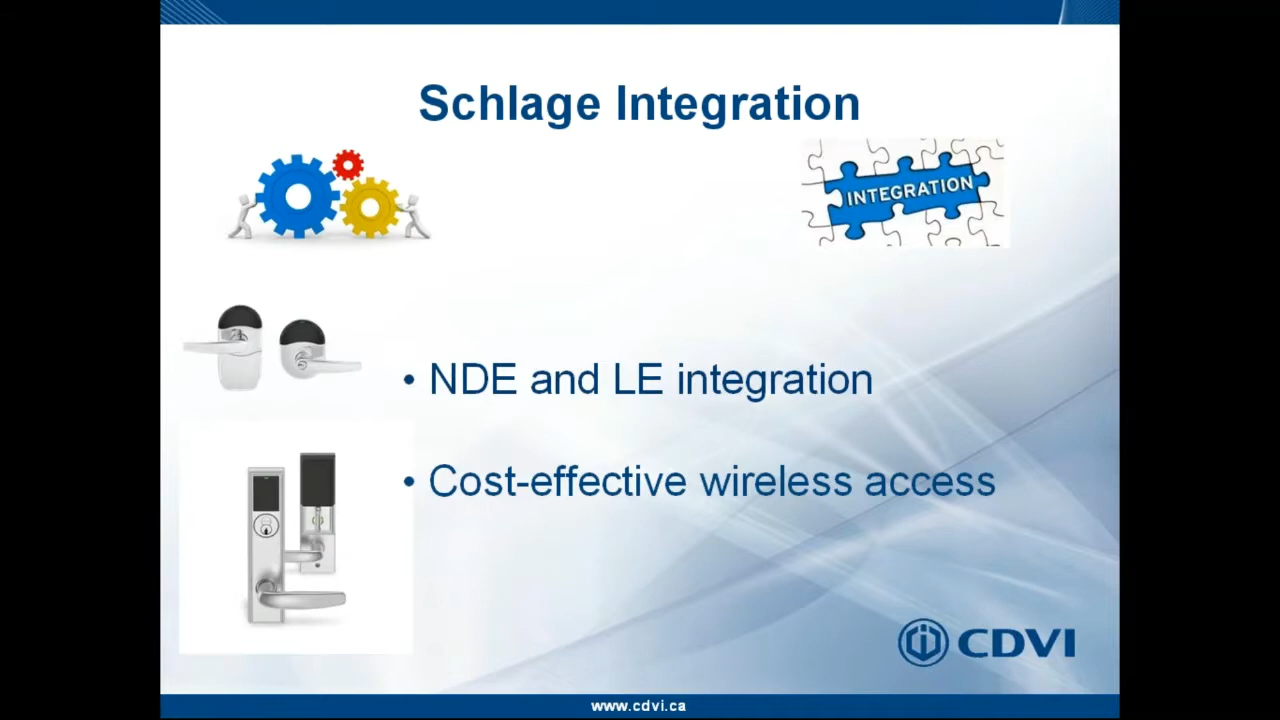 Schlage Integration
INTEGRATION
• NDE and LE integration
• Cost-effective wireless access
CDVI
www.cdvi.ca